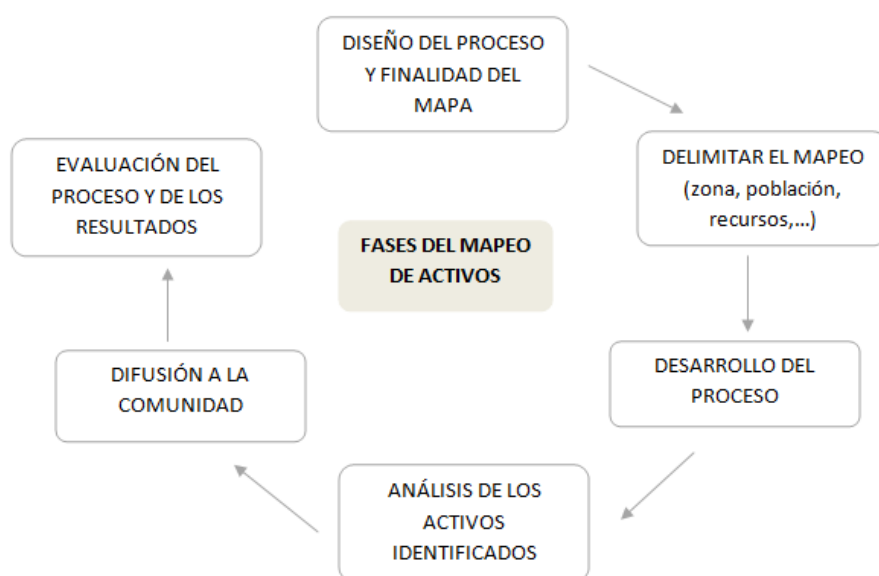 DISEÑO DEL PROCESO
Y FINALIDAD DEL
MAPA
DELIMITAR EL MAPEO
(zona, población,
recursos,...)
DESARROLLO DEL
PROCESO
ANÁLISIS DE LOS
ACTIVOS
IDENTIFICADOS
DIFUSIÓN A LA
COMUNIDAD
EVALUACIÓN DEL
PROCESO Y DE LOS
RESULTADOS
FASES DEL MAPEO
DE ACTIVOS